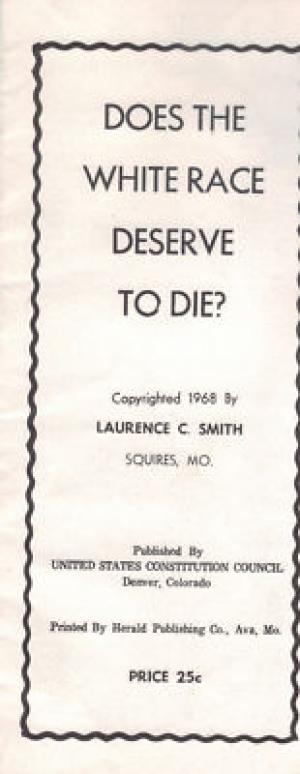 DOES THE
WHITE RACE
DESERVE
TO DIE?
Copyrighted 1968 By
LAURENCE C. SMITH
SQUIRES, MO.
Published By
UNITED STATES CONSTITUTION COUNCIL
Denver, Colorado
Printed By Herald Publishing Co., Ava, Mo.
PRICE 25c